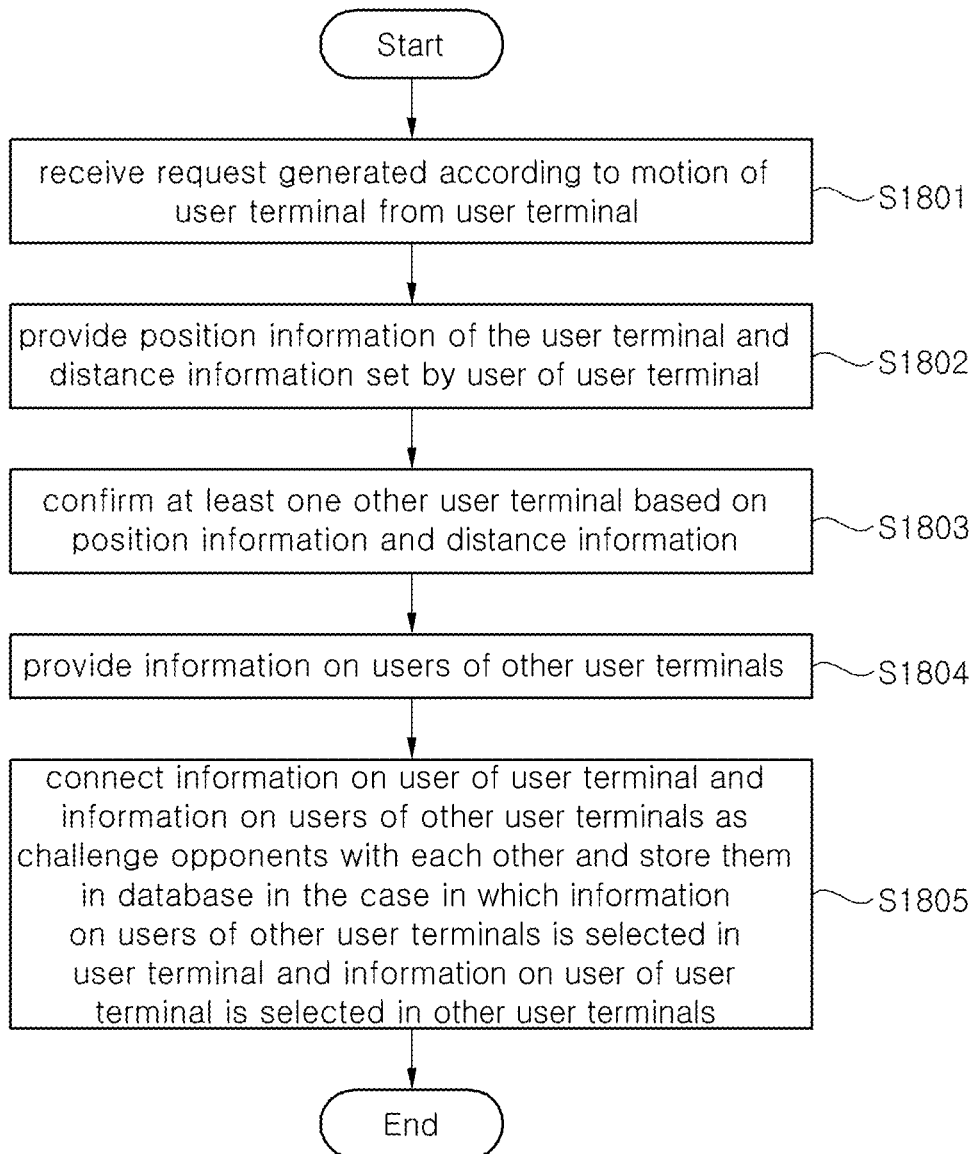 Start
receive request generated according to motion of
user terminal from user terminal
S1801
provide position information of the user terminal and
distance information set by user of user terminal
S1802
confirm at least one other user terminal based on
position information and distance information
S1803
provide information on users of other user terminals
S1804
connect information on user of user terminal and
information on users of other user terminals as
challenge opponents with each other and store them
in database in the case in which information
on users of other user terminals is selected in
user terminal and information on user of user
terminal is selected in other user terminals
S1805
End